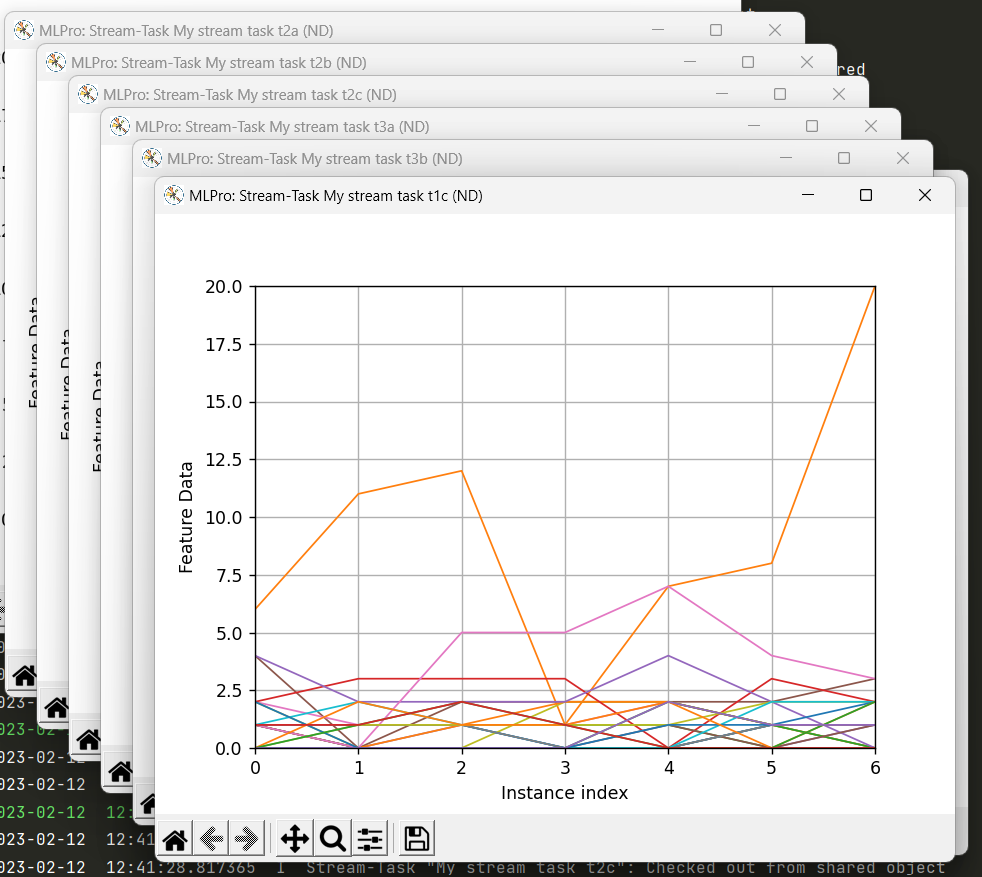 MLPro: Stream-Task My stream task t2a (ND)
MLPro: Stream-Task My stream task t2b (ND)
red
MLPro: Stream-Task My stream task t2c (ND)
MLPro: Stream-Task My stream task t3a (ND)
MLPro: Stream-Task My stream task t3b (ND)
MLPro: Stream-Task My stream task t1c (ND)
Feature Data
Feature Data
Feature Data
Feature Data
20.0
17.5
15.0
12.5
10.0
7.5
5.0
2.5
0.0
0 1 2 3 4 5 6
Instance index
023-02-12
023-02-12
023-02-12 12:
023-02-12 12:41
023-02-12 12:41:28.817365 I Stream-Task "My stream task t2c": Checked out from shared object